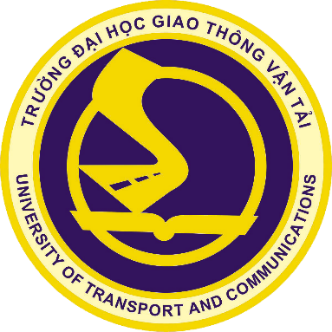 TRƯỜNG ĐẠI HỌC GIAO THÔNG VẬN TẢI
UNIVERSITY OF TRANSPORT AND COMMUNICATIONS